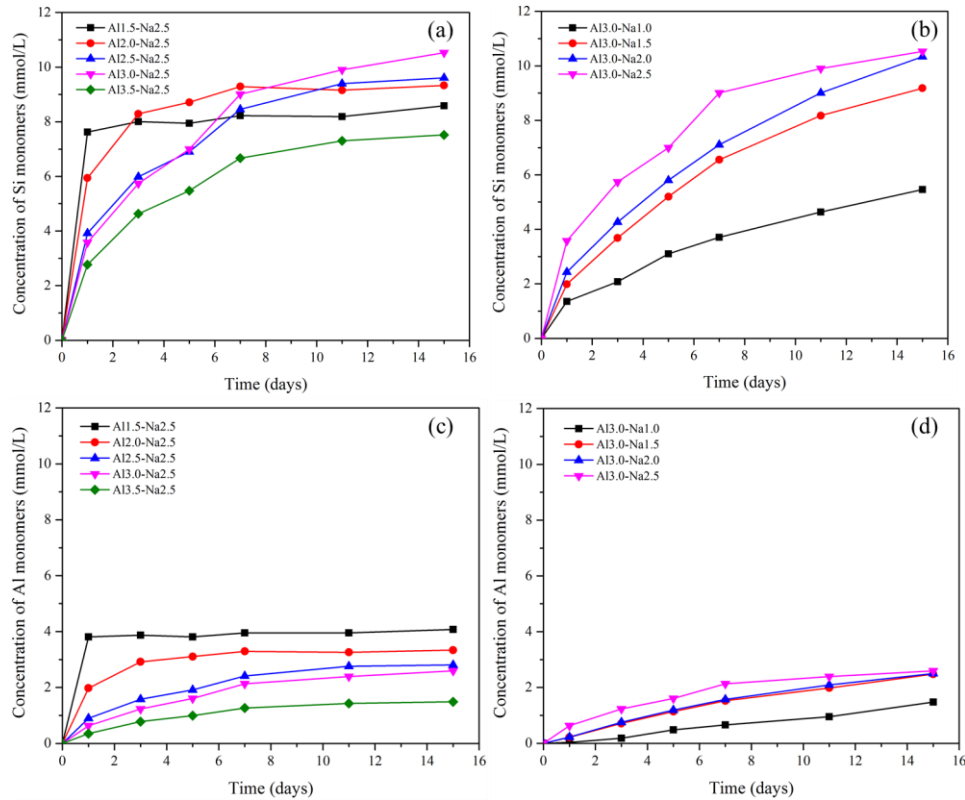 (a)
Al1.5-Na2.5
Al2.0-Na2.5
Al2.5-Na2.5
Al3.0-Na2.5
Al3.5-Na2.5
Concentration of Si monomers (mmol/L)
12
10
8
6
4
2
0
0 2 4 6 8 10 12 14 16
Time (days)
(b)
Al3.0-Na1.0
Al3.0-Na1.5
Al3.0-Na2.0
Al3.0-Na2.5
Concentration of Si monomers (mmol/L)
12
10
8
6
4
2
0
0 2 4 6 8 10 12 14 16
Time (days)
(c)
Al1.5-Na2.5
Al2.0-Na2.5
Al2.5-Na2.5
Al3.0-Na2.5
Al3.5-Na2.5
Concentration of Al monomers (mmol/L)
12
10
8
6
4
2
0
0 2 4 6 8 10 12 14 16
Time (days)
(d)
Al3.0-Na1.0
Al3.0-Na1.5
Al3.0-Na2.0
Al3.0-Na2.5
Concentration of Al monomers (mmol/L)
12
10
8
6
4
2
0
0 2 4 6 8 10 12 14 16
Time (days)